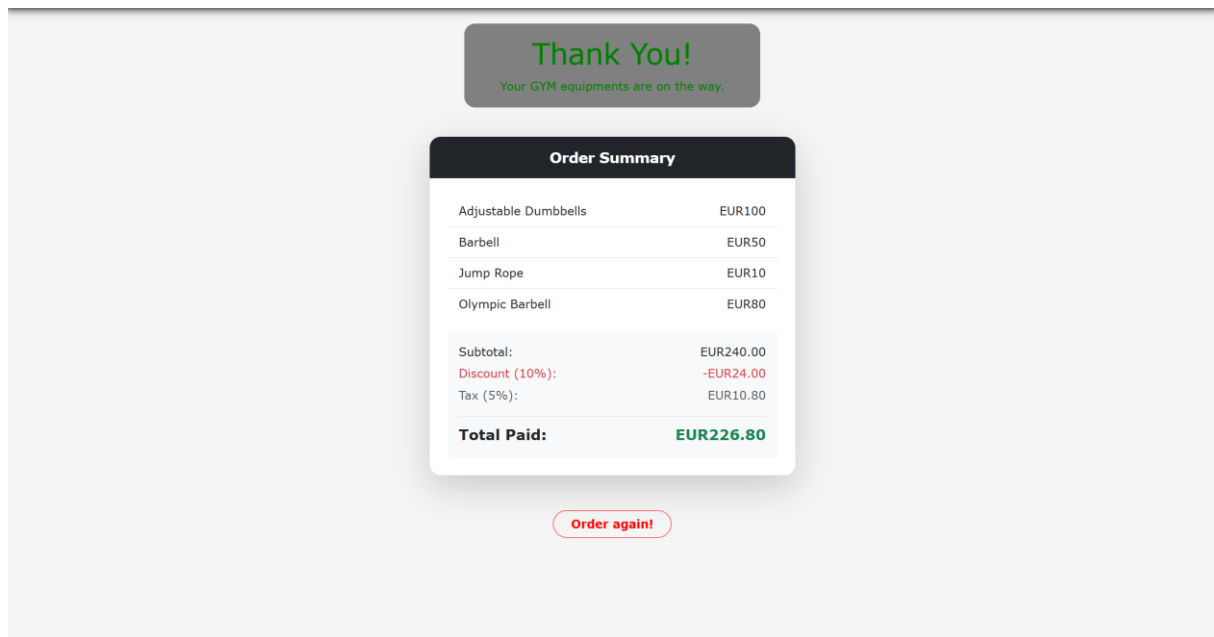 Thank You!
Your GYM equipments are on the way.
Order Summary
Adjustable Dumbbells EUR100
Barbell EUR50
Jump Rope EUR10
Olympic Barbell EUR80
Subtotal: EUR240.00
Discount (10%): -EUR24.00
Tax (5%): EUR10.80
Total Paid: EUR226.80
Order again!